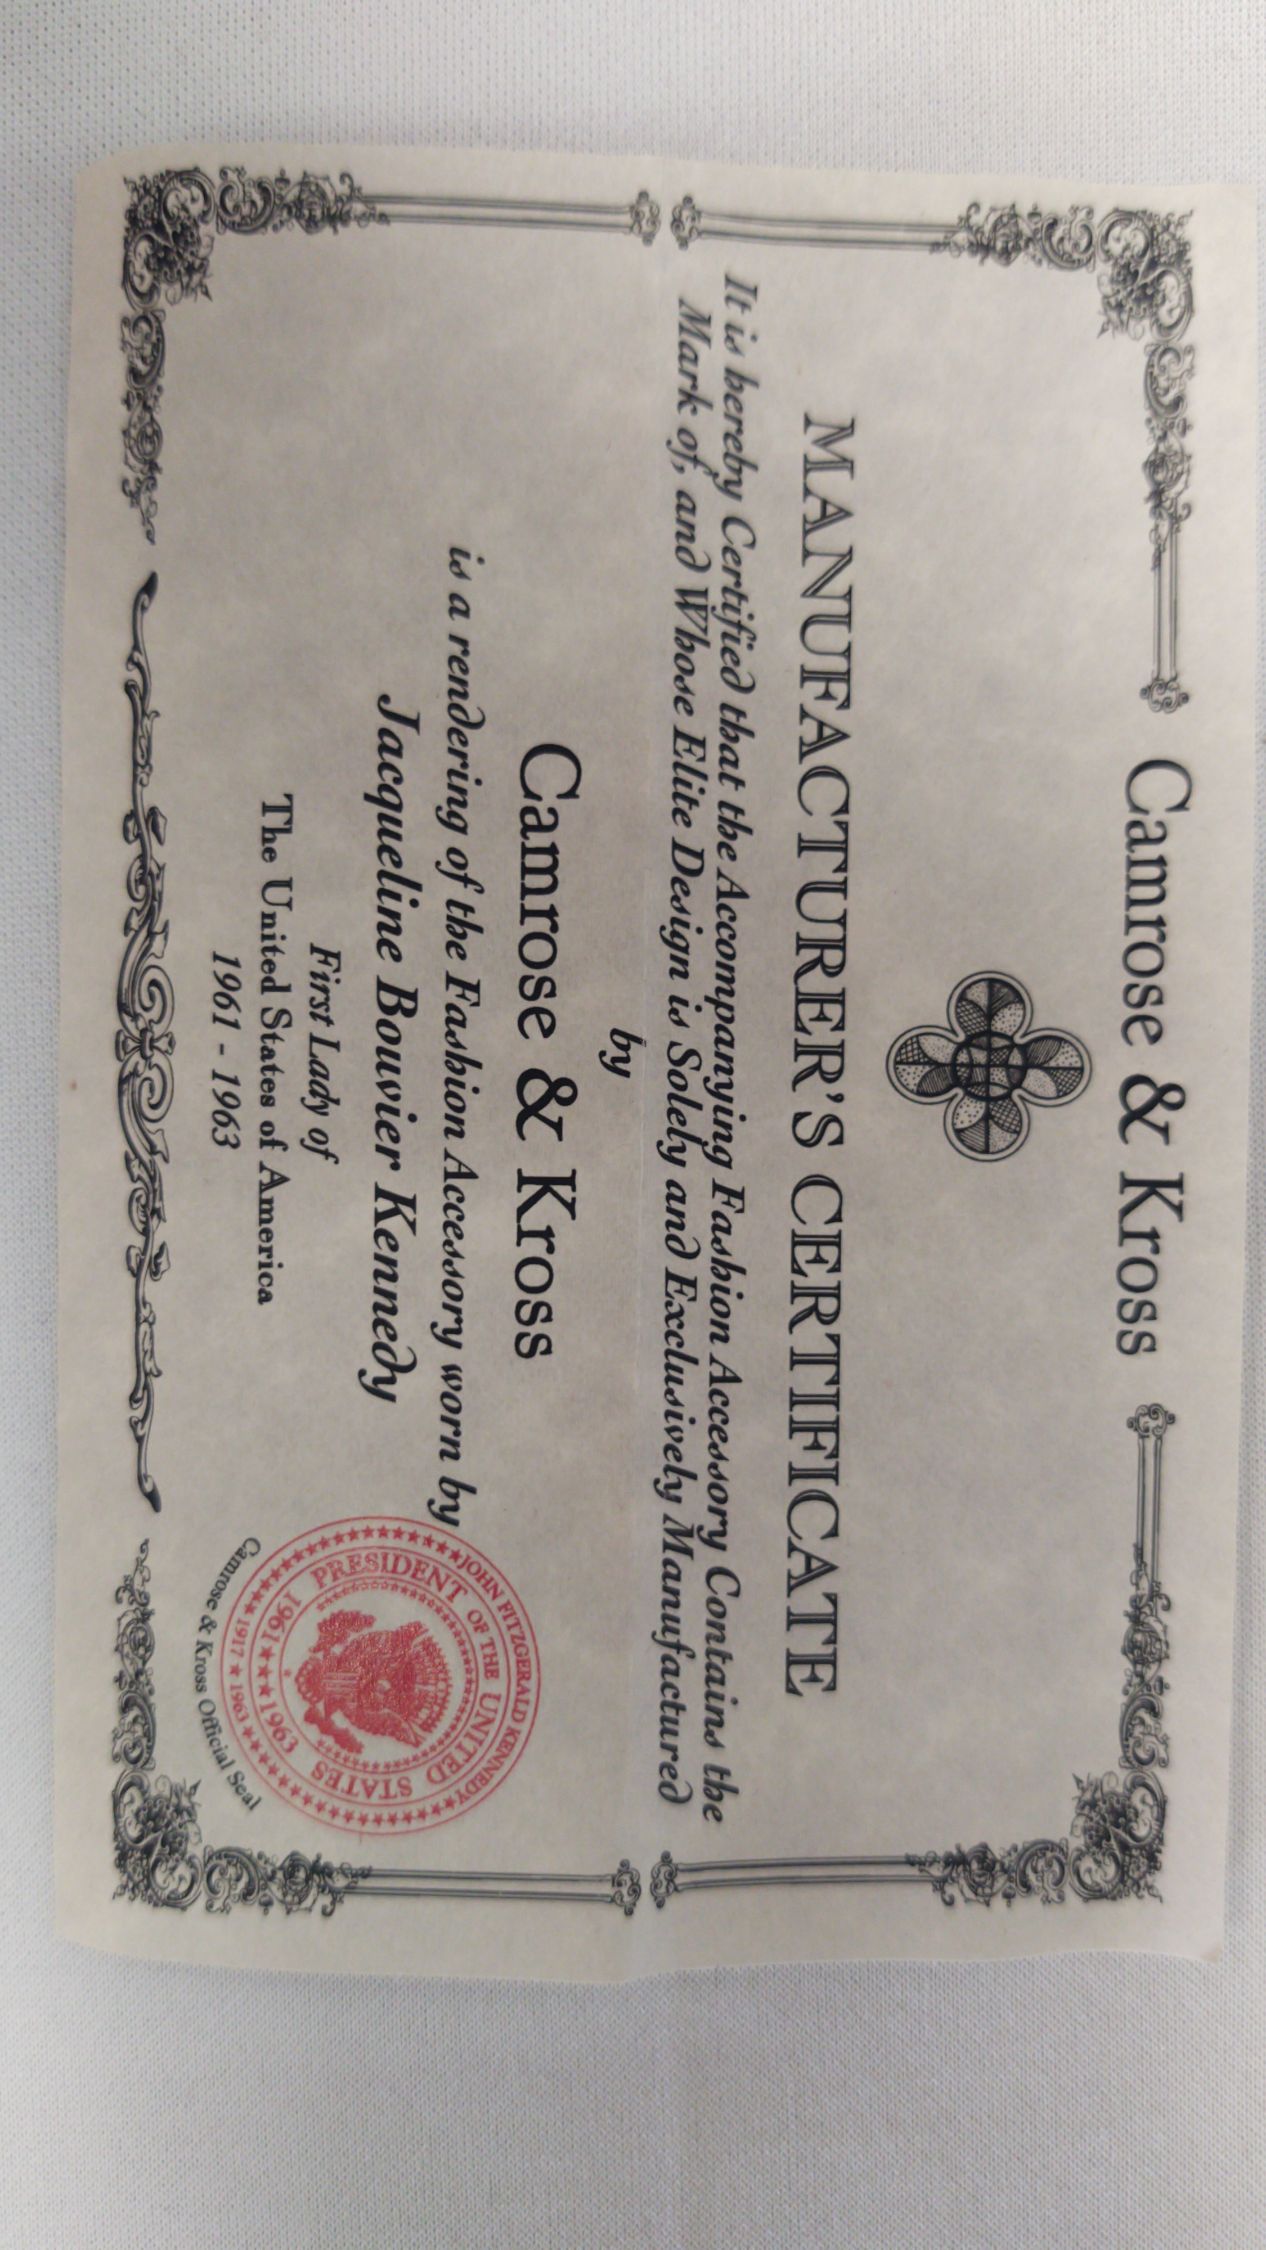 Camrose & Kross
MANUFACTURER'S CERTIFICATE
It is hereby Certified that the Accompanying Fashion Accessory Contains the
Mark of, and Whose Elite Design is Solely and Exclusively Manufactured
by
Camrose & Kross
is a rendering of the Fashion Accessory worn by
Jacqueline Bouvier Kennedy
First Lady of
The United States of America
1961 - 1963
JOHN FITZGERALD KENNEDY
1917 ★ 1963
PRESIDENT OF THE UNITED STATES
1961 ★★★ 1963
Camrose & Kross Official Seal